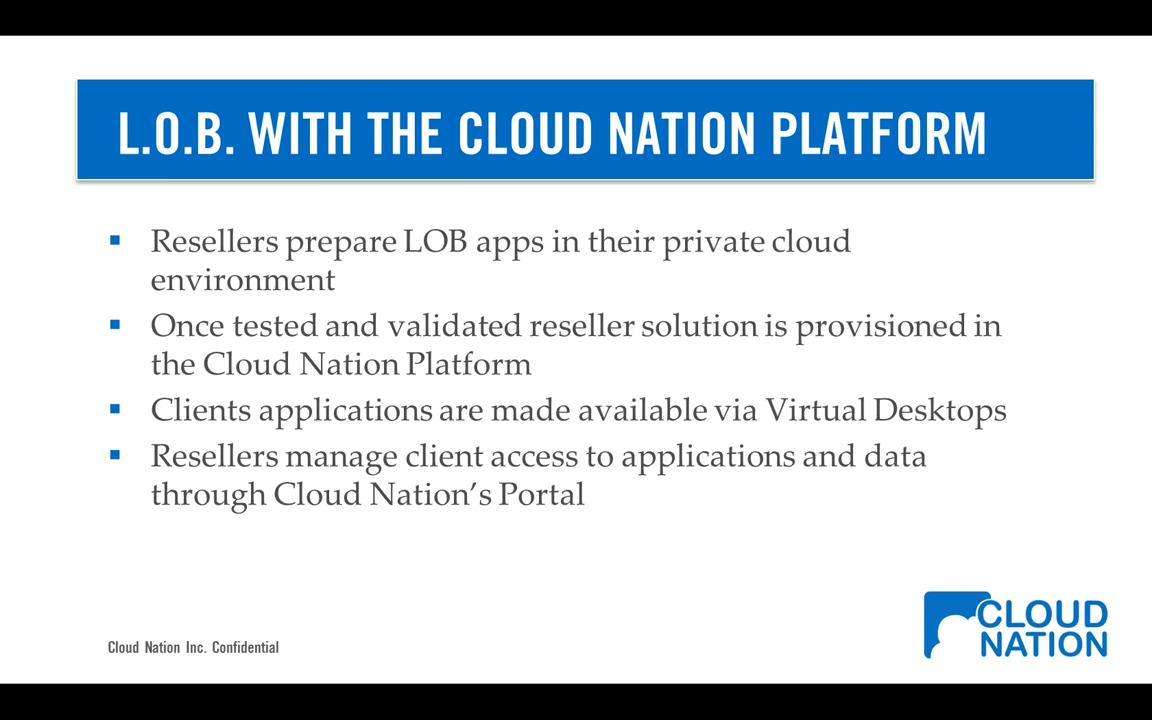 L.O.B. WITH THE CLOUD NATION PLATFORM
▪ Resellers prepare LOB apps in their private cloud
environment
▪ Once tested and validated reseller solution is provisioned in
the Cloud Nation Platform
▪ Clients applications are made available via Virtual Desktops
▪ Resellers manage client access to applications and data
through Cloud Nation’s Portal
Cloud Nation Inc. Confidential
CLOUD
NATION